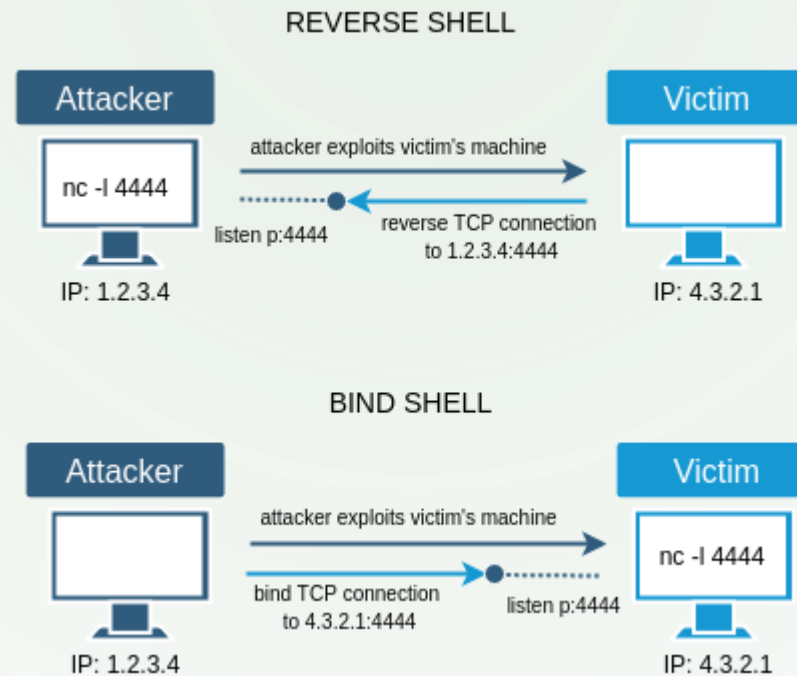 REVERSE SHELL
Attacker
Victim
attacker exploits victim's machine
nc -l 4444
listen p:4444
reverse TCP connection
to 1.2.3.4:4444
IP: 1.2.3.4
IP: 4.3.2.1
BIND SHELL
Attacker
Victim
attacker exploits victim's machine
nc -l 4444
bind TCP connection
to 4.3.2.1:4444
listen p:4444
IP: 1.2.3.4
IP: 4.3.2.1